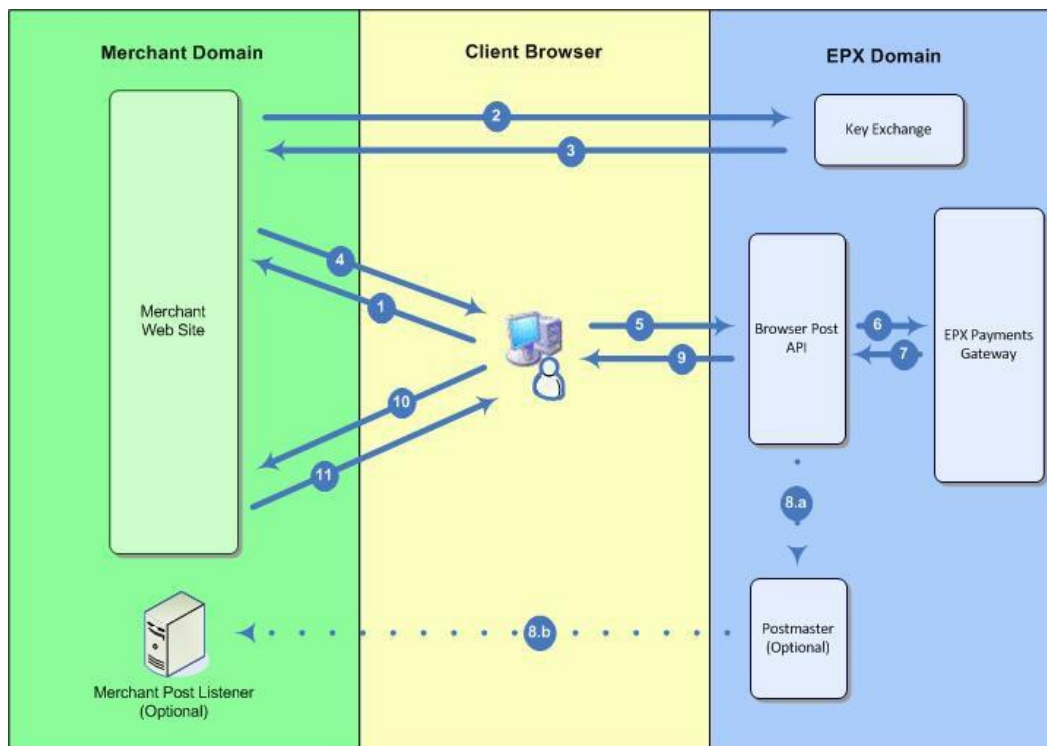 Merchant Domain
Client Browser
EPX Domain
2
3
Key Exchange
4
1
Merchant
Web Site
5
9
Browser Post
API
6
7
EPX Payments
Gateway
10
11
8.a
8.b
Postmaster
(Optional)
Merchant Post Listener
(Optional)